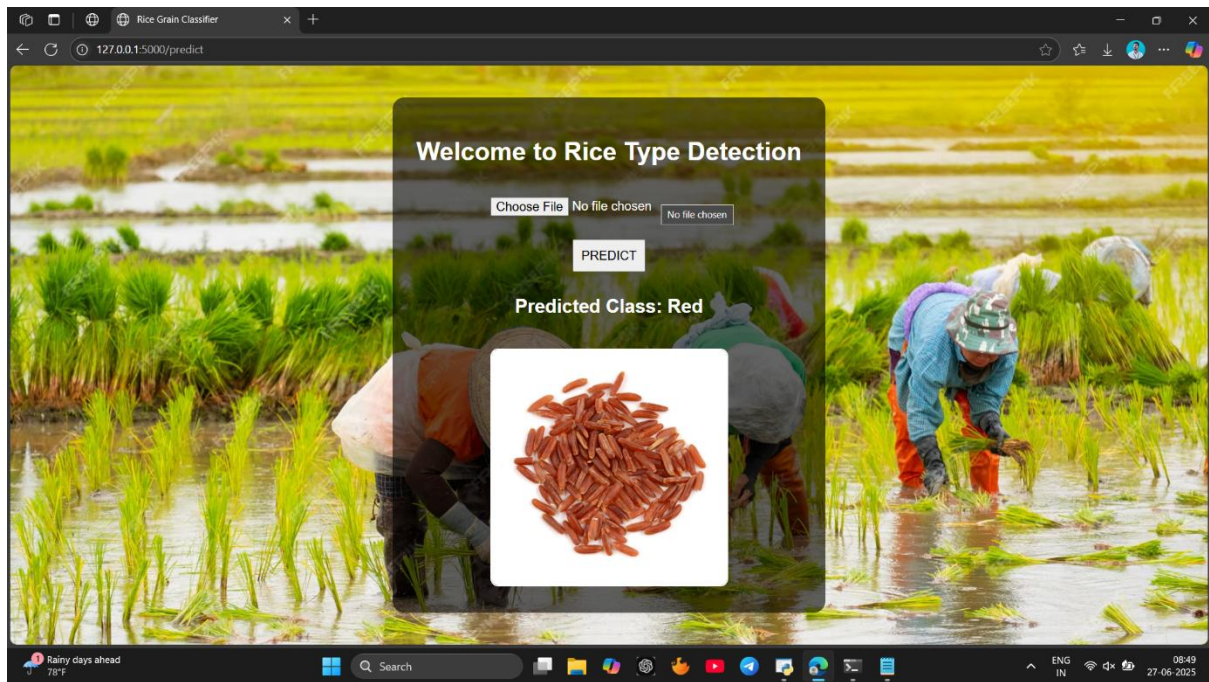 Rice Grain Classifier
127.0.0.1:5000/predict
FREEPIK
Welcome to Rice Type Detection
Choose File No file chosen
No file chosen
PREDICT
Predicted Class: Red
1
Rainy days ahead
78°F
Search
ENG
IN
08:49
27-06-2025